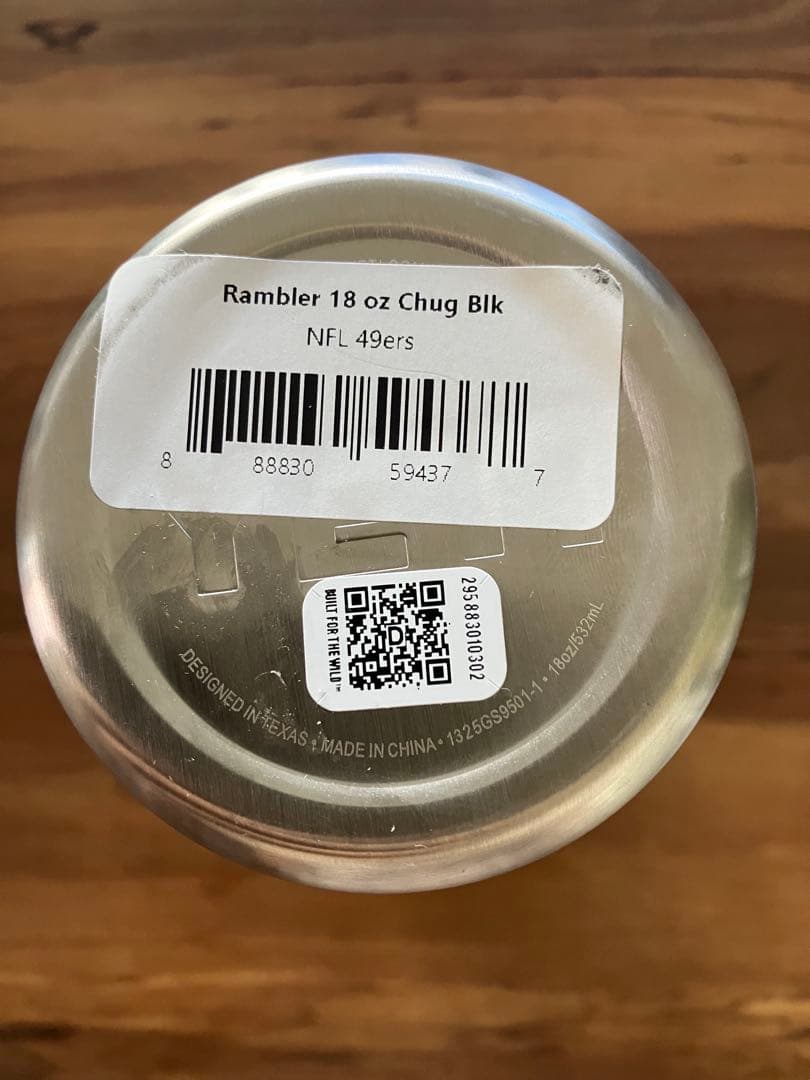 Rambler 18 oz Chug Blk
NFL 49ers
8 88830 59437 7
BUILT FOR THE WILD™
295883010302
DESIGNED IN TEXAS • MADE IN CHINA • 1325GS9501-1 • 18oz/532mL